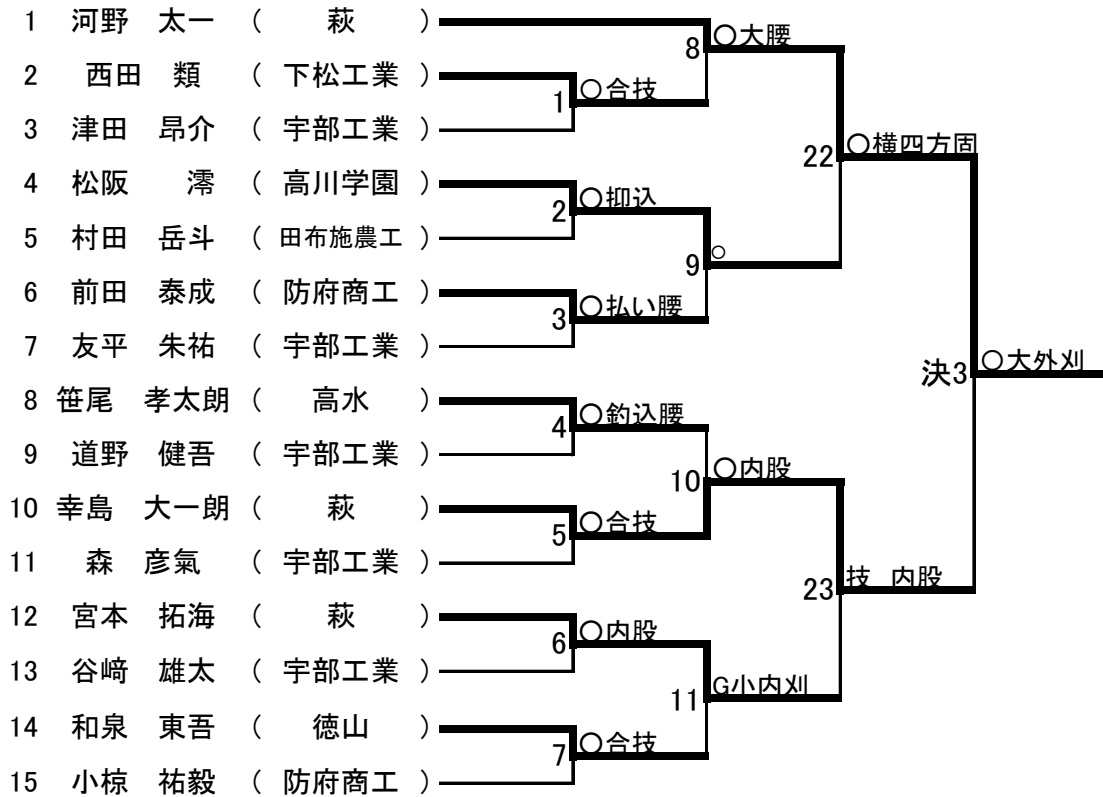 1 河野 太一 ( 萩 )
○大腰
8
2 西田 類 ( 下松工業 )
○合技
1
3 津田 昂介 ( 宇部工業 )
○横四方固
22
4 松阪 澪 ( 高川学園 )
○抑込
2
5 村田 岳斗 ( 田布施農工 )
○
9
6 前田 泰成 ( 防府商工 )
○払い腰
3
7 友平 朱祐 ( 宇部工業 )
○大外刈
決3
8 笹尾 孝太朗 ( 高水 )
○釣込腰
4
9 道野 健吾 ( 宇部工業 )
○内股
10
10 幸島 大一朗 ( 萩 )
○合技
5
11 森 彦氣 ( 宇部工業 )
技 内股
23
12 宮本 拓海 ( 萩 )
○内股
6
13 谷﨑 雄太 ( 宇部工業 )
G小内刈
11
14 和泉 東吾 ( 徳山 )
○合技
7
15 小椋 祐毅 ( 防府商工 )